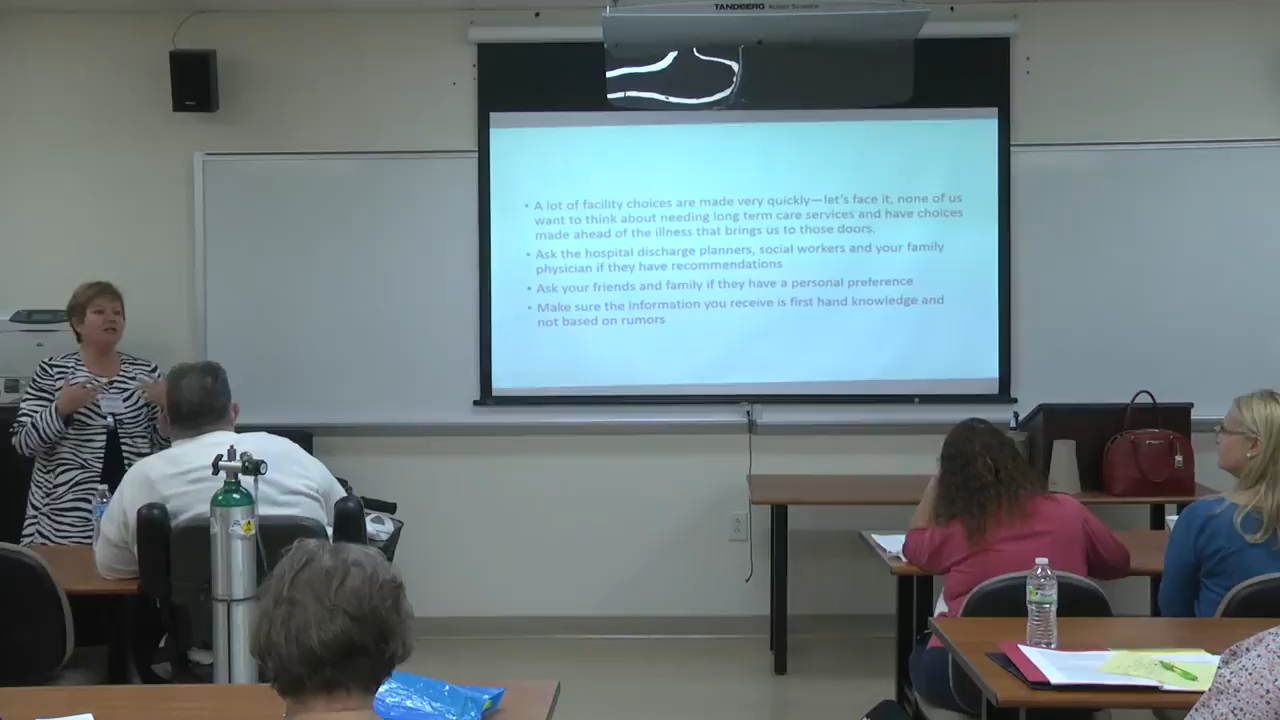 TANDBERG
• A lot of facility choices are made very quickly—let's face it, none of us
want to think about needing long term care services and have choices
made ahead of the illness that brings us to those doors.
• Ask the hospital discharge planners, social workers and your family
physician if they have recommendations
• Ask your friends and family if they have a personal preference
• Make sure the information you receive is first hand knowledge and
not based on rumors